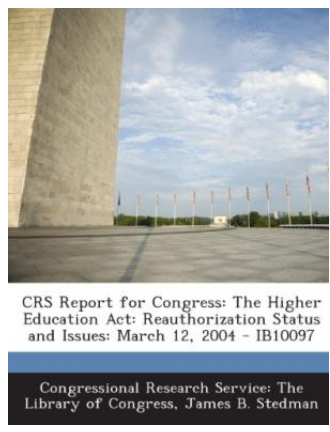 CRS Report for Congress: The Higher
Education Act: Reauthorization Status
and Issues: March 12, 2004 - IB10097
Congressional Research Service: The
Library of Congress, James B. Stedman